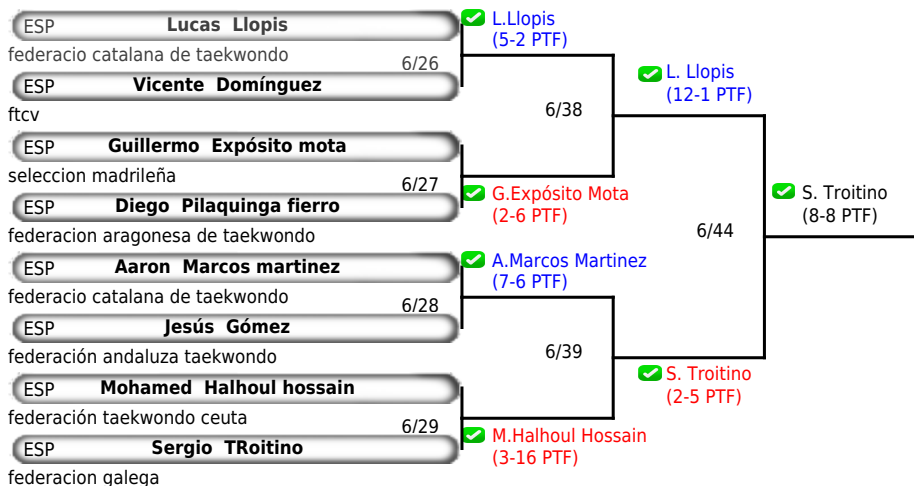 ESP Lucas Llopis
federacio catalana de taekwondo
6/26
ESP Vicente Domínguez
ftcv
ESP Guillermo Expósito mota
seleccion madrileña
6/27
ESP Diego Pilaquinga fierro
federacion aragonesa de taekwondo
ESP Aaron Marcos martinez
federacio catalana de taekwondo
6/28
ESP Jesús Gómez
federación andaluza taekwondo
ESP Mohamed Halhoul hossain
federación taekwondo ceuta
6/29
ESP Sergio TRoitino
federacion galega
L.Llopis
(5-2 PTF)
6/38
G.Expósito Mota
(2-6 PTF)
A.Marcos Martinez
(7-6 PTF)
6/39
M.Halhoul Hossain
(3-16 PTF)
L. Llopis
(12-1 PTF)
6/44
S. Troitino
(2-5 PTF)
S. Troitino
(8-8 PTF)